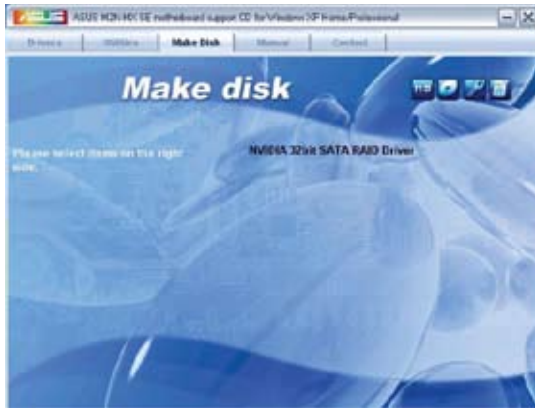 ASUS M2N-MX SE motherboard support CD for Windows XP Home/Professional
Drivers Utilities Make Disk Manual Contact
Make disk
Please select items on the right
side.
NVIDIA 32bit SATA RAID Driver